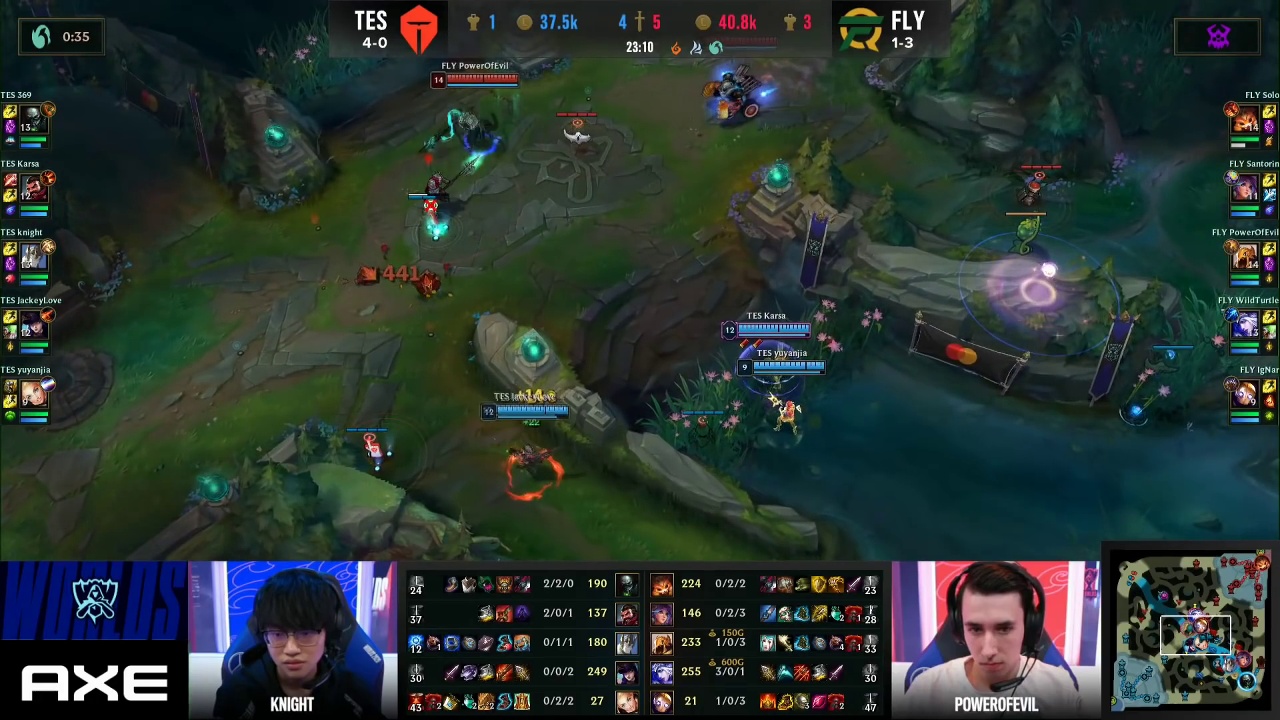 0:35
TES
4-0
1
37.5k
4
5
40.8k
3
FLY
1-3
23:10
FLY PowerOfEvil
14
TES 369
13
TES Karsa
12
TES knight
TES JackeyLove
12
TES yuyanjia
FLY Solo
14
FLY Santorin
FLY PowerOfEvil
14
FLY WildTurtle
FLY IgNar
441
TES Karsa
12
TES yuyanjia
9
12
WORLDS
AXE
KNIGHT
24 2/2/0 190 224 0/2/2 23
37 2/0/1 137 146 0/2/3 28
12 0/1/1 180 233 150G 1/0/3 33
30 0/0/2 249 255 600G 3/0/1 30
43 0/2/2 27 21 1/0/3 47
POWEROFEVIL